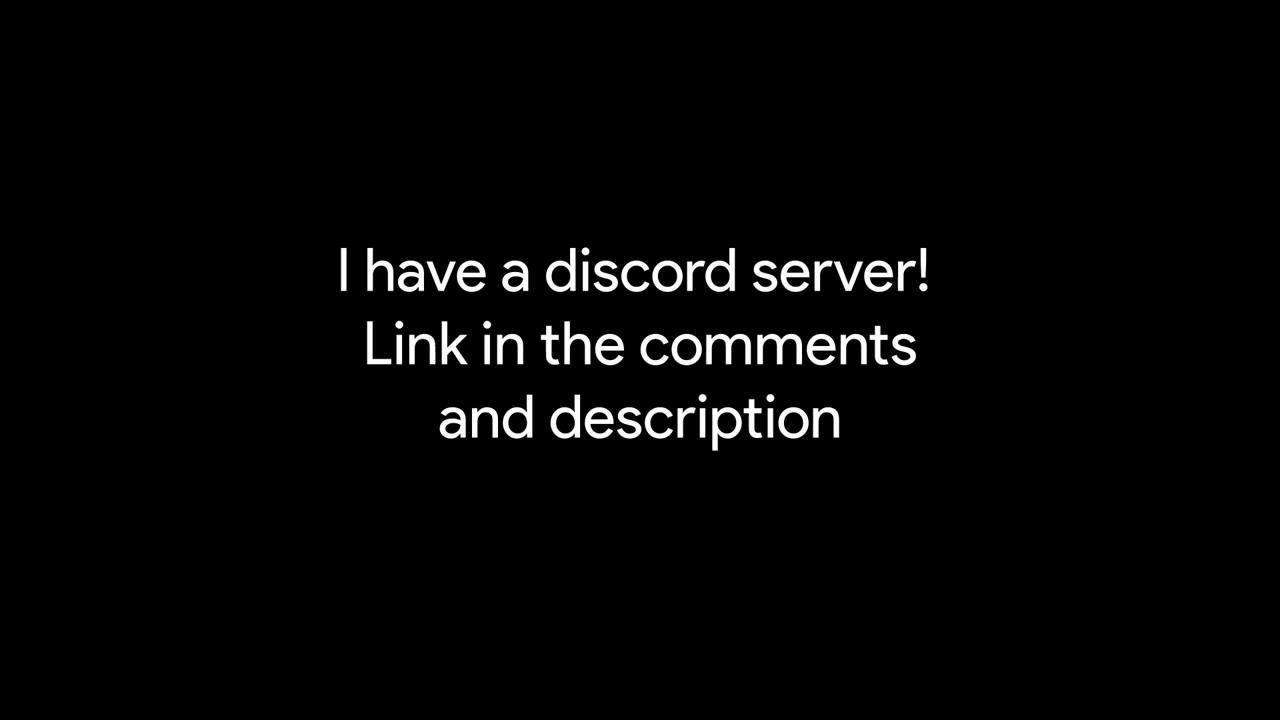 I have a discord server!
Link in the comments
and description